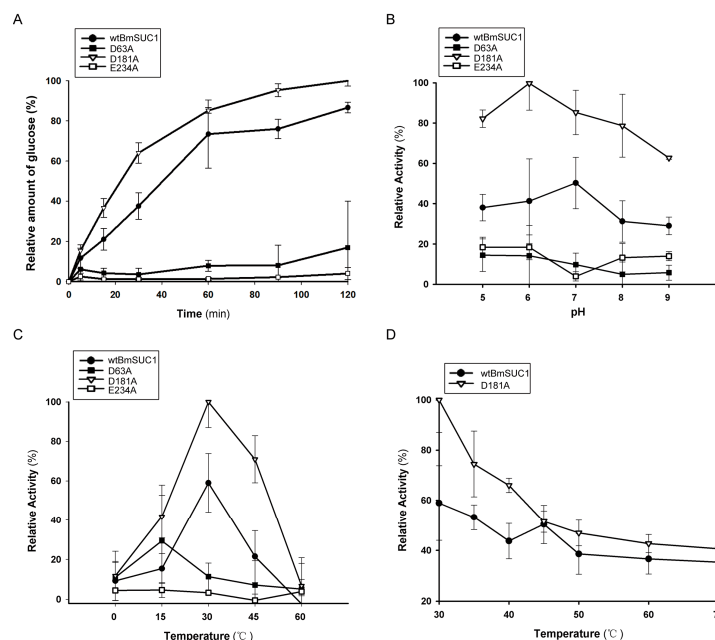 A
wtBmSUC1
D63A
D181A
E234A
Relative amount of glucose (%)
100
80
60
40
20
0
0 20 40 60 80 100 120
Time (min)
B
wtBmSUC1
D63A
D181A
E234A
Relative Activity (%)
100
80
60
40
20
0
5 6 7 8 9
pH
C
wtBmSUC1
D63A
D181A
E234A
Relative Activity (%)
100
80
60
40
20
0
0 15 30 45 60
Temperature (℃)
D
wtBmSUC1
D181A
Relative Activity (%)
100
80
60
40
20
30 40 50 60
Temperature (℃)